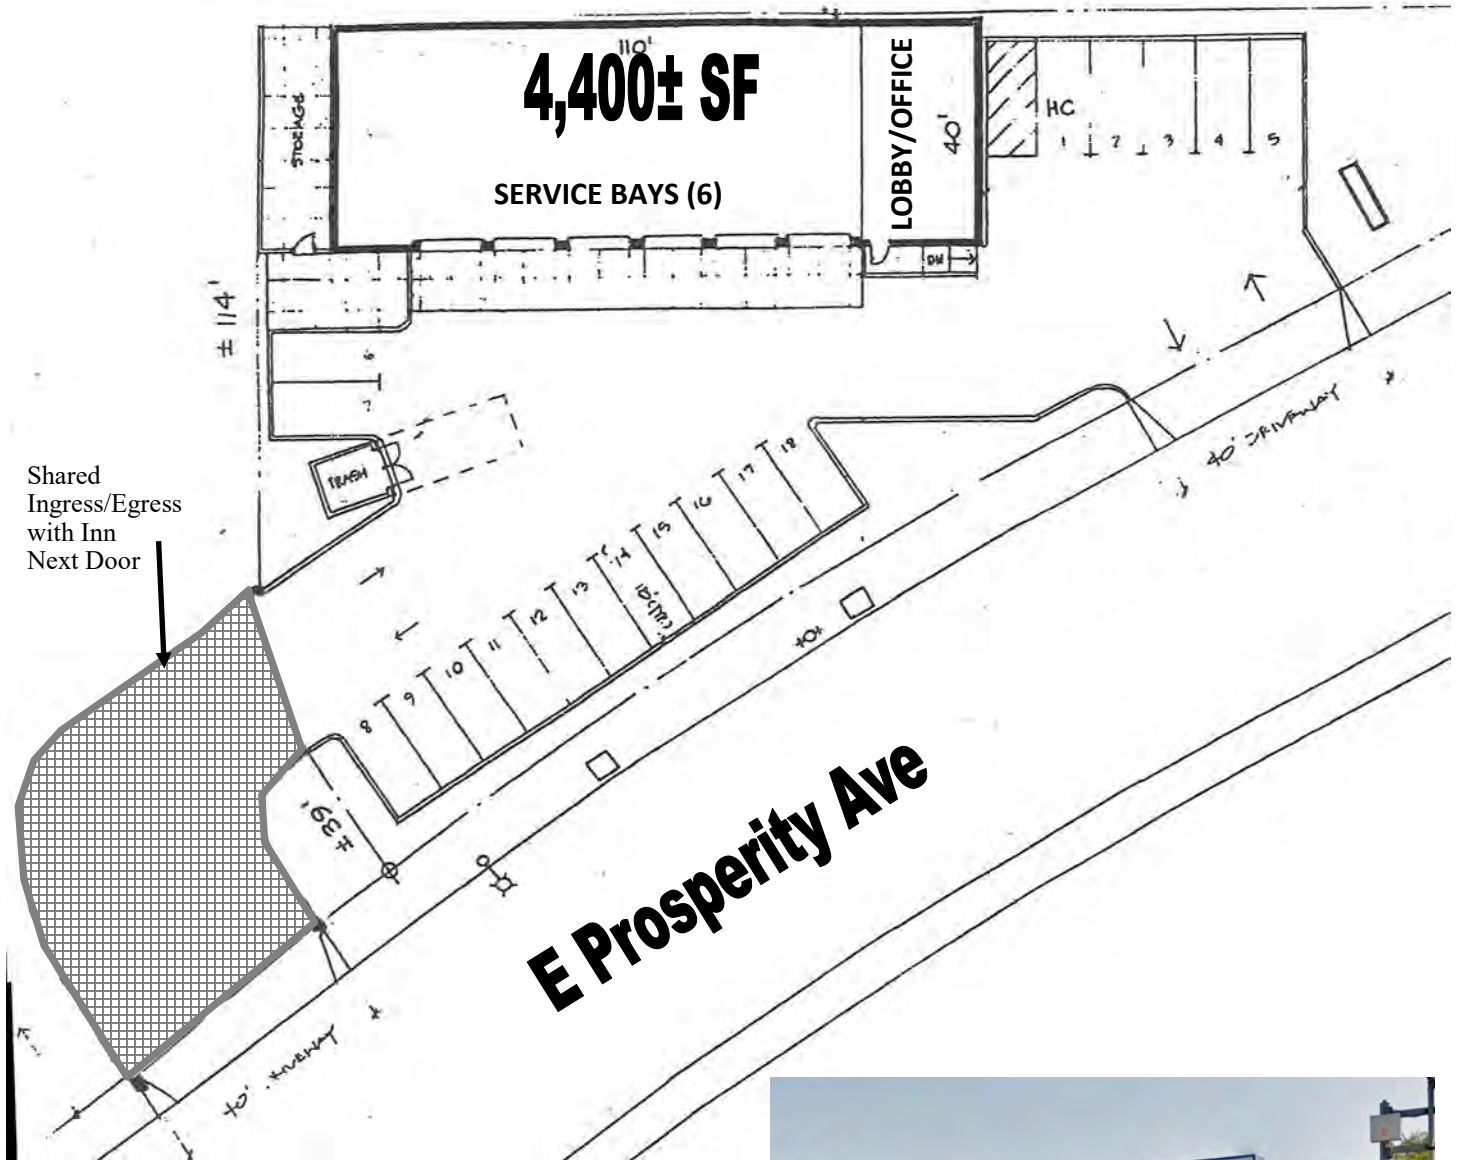 110'
4,400± SF
STORAGE
LOBBY/OFFICE
40'
HC
1
2
3
4
5
SERVICE BAYS (6)
DN
± 114'
6
7
TRASH
Shared
Ingress/Egress
with Inn
Next Door
40' DRIVEWAY
18
17
16
15
14
13
12
11
10
9
8
± 39'
E Prosperity Ave
40'